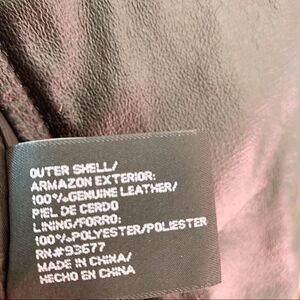 OUTER SHELL/
ARMAZON EXTERIOR:
100%GENUINE LEATHER/
PIEL DE CERDO
LINING/FORRO:
100%POLYESTER/POLIESTER
RN#93677
MADE IN CHINA/
HECHO EN CHINA